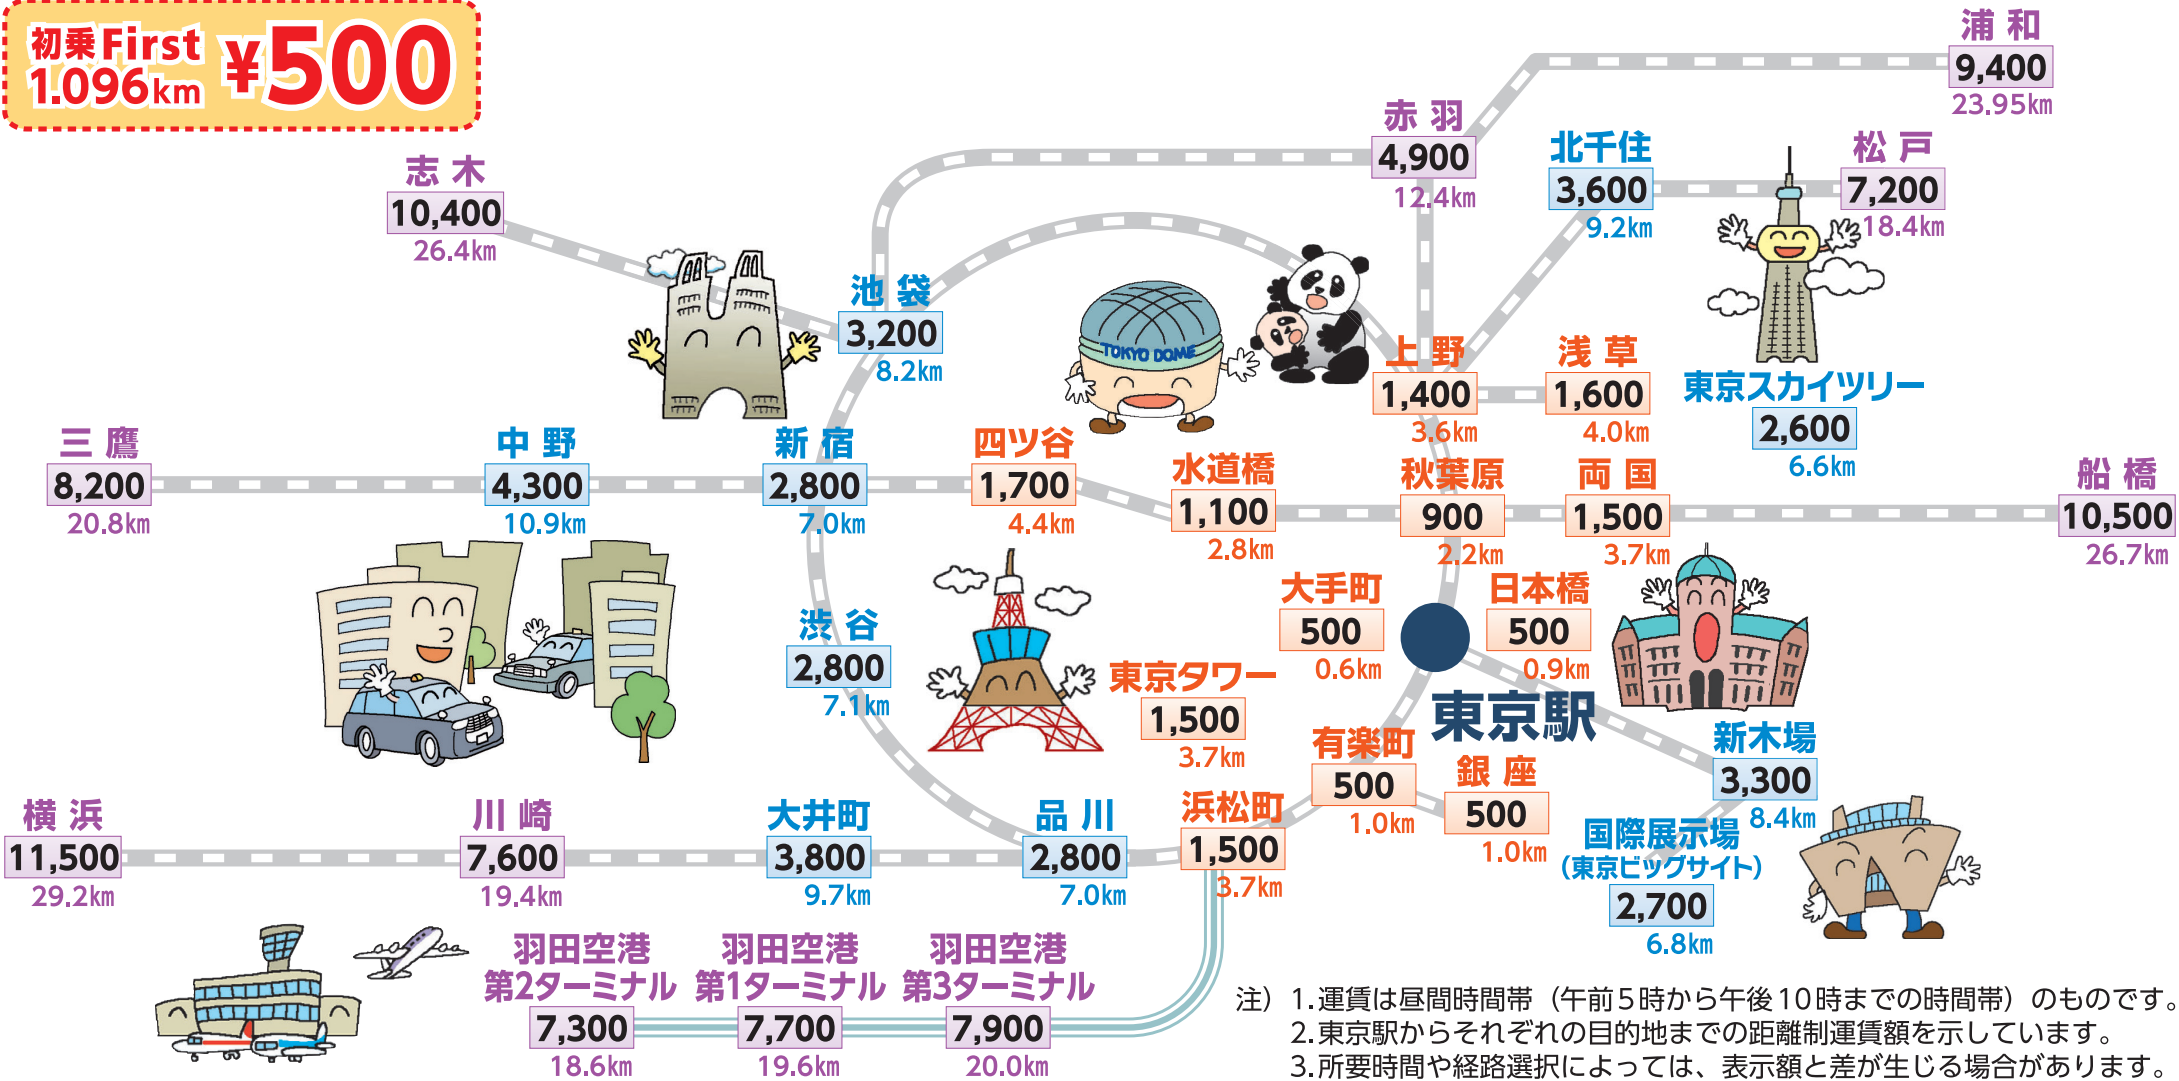 初乗First
1.096km
¥500
浦和
9,400
23.95km
赤羽
4,900
12.4km
北千住
3,600
9.2km
松戸
7,200
18.4km
志木
10,400
26.4km
池袋
3,200
8.2km
TOKYO DOME
上野
1,400
3.6km
浅草
1,600
4.0km
東京スカイツリー
2,600
6.6km
三鷹
8,200
20.8km
中野
4,300
10.9km
新宿
2,800
7.0km
四ツ谷
1,700
4.4km
水道橋
1,100
2.8km
秋葉原
900
2.2km
両国
1,500
3.7km
船橋
10,500
26.7km
大手町
500
0.6km
日本橋
500
0.9km
渋谷
2,800
7.1km
東京タワー
1,500
3.7km
東京駅
有楽町
500
1.0km
銀座
500
1.0km
新木場
3,300
8.4km
横浜
11,500
29.2km
川崎
7,600
19.4km
大井町
3,800
9.7km
品川
2,800
7.0km
浜松町
1,500
3.7km
国際展示場
(東京ビッグサイト)
2,700
6.8km
羽田空港
第2ターミナル
7,300
18.6km
羽田空港
第1ターミナル
7,700
19.6km
羽田空港
第3ターミナル
7,900
20.0km
注）1.運賃は昼間時間帯（午前5時から午後10時までの時間帯）のものです。
2.東京駅からそれぞれの目的地までの距離制運賃額を示しています。
3.所要時間や経路選択によっては、表示額と差が生じる場合があります。